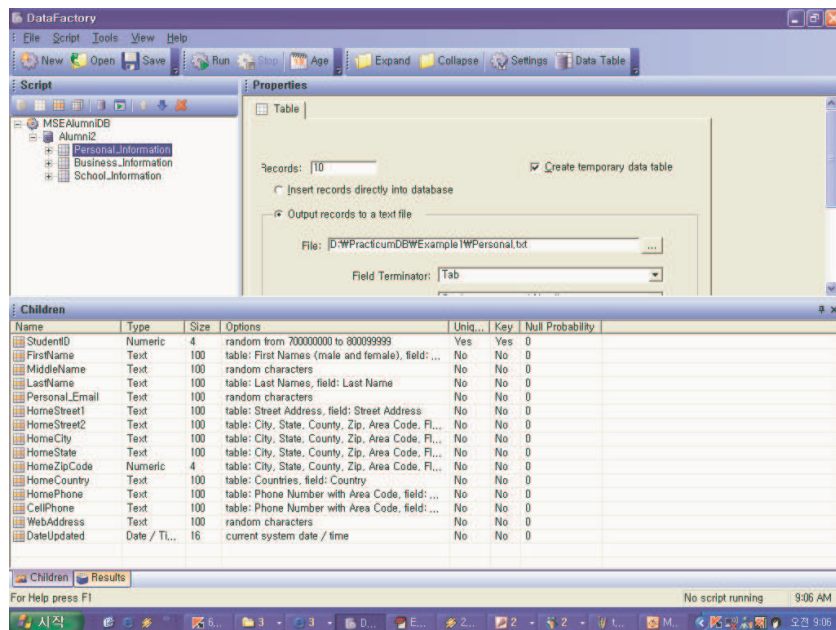 DataFactory
File Script Tools View Help
New Open Save Run Stop Age Expand Collapse Settings Data Table
Script
MSEAlumniDB
Alumni2
Personal_Information
Business_Information
School_Information
Properties
Table
Records: 10
Create temporary data table
Insert records directly into database
Output records to a text file
File: D:₩PracticumDB₩Example1₩Personal.txt ...
Field Terminator: Tab
Children
Name Type Size Options Uniq... Key Null Probability
StudentID Numeric 4 random from 700000000 to 800099999 Yes Yes 0
FirstName Text 100 table: First Names (male and female), field: ... No No 0
MiddleName Text 100 random characters No No 0
LastName Text 100 table: Last Names, field: Last Name No No 0
Personal_Email Text 100 random characters No No 0
HomeStreet1 Text 100 table: Street Address, field: Street Address No No 0
HomeStreet2 Text 100 table: City, State, County, Zip, Area Code, FI... No No 0
HomeCity Text 100 table: City, State, County, Zip, Area Code, FI... No No 0
HomeState Text 100 table: City, State, County, Zip, Area Code, FI... No No 0
HomeZipCode Numeric 4 table: City, State, County, Zip, Area Code, FI... No No 0
HomeCountry Text 100 table: Countries, field: Country No No 0
HomePhone Text 100 table: Phone Number with Area Code, field: ... No No 0
CellPhone Text 100 table: Phone Number with Area Code, field: ... No No 0
WebAddress Text 100 random characters No No 0
DateUpdated Date / Ti... 16 current system date / time No No 0
Children Results
For Help press F1
No script running 9:06 AM
시작 6... 3 3 D... E... 2... 2 2 t... M... 오전 9:06